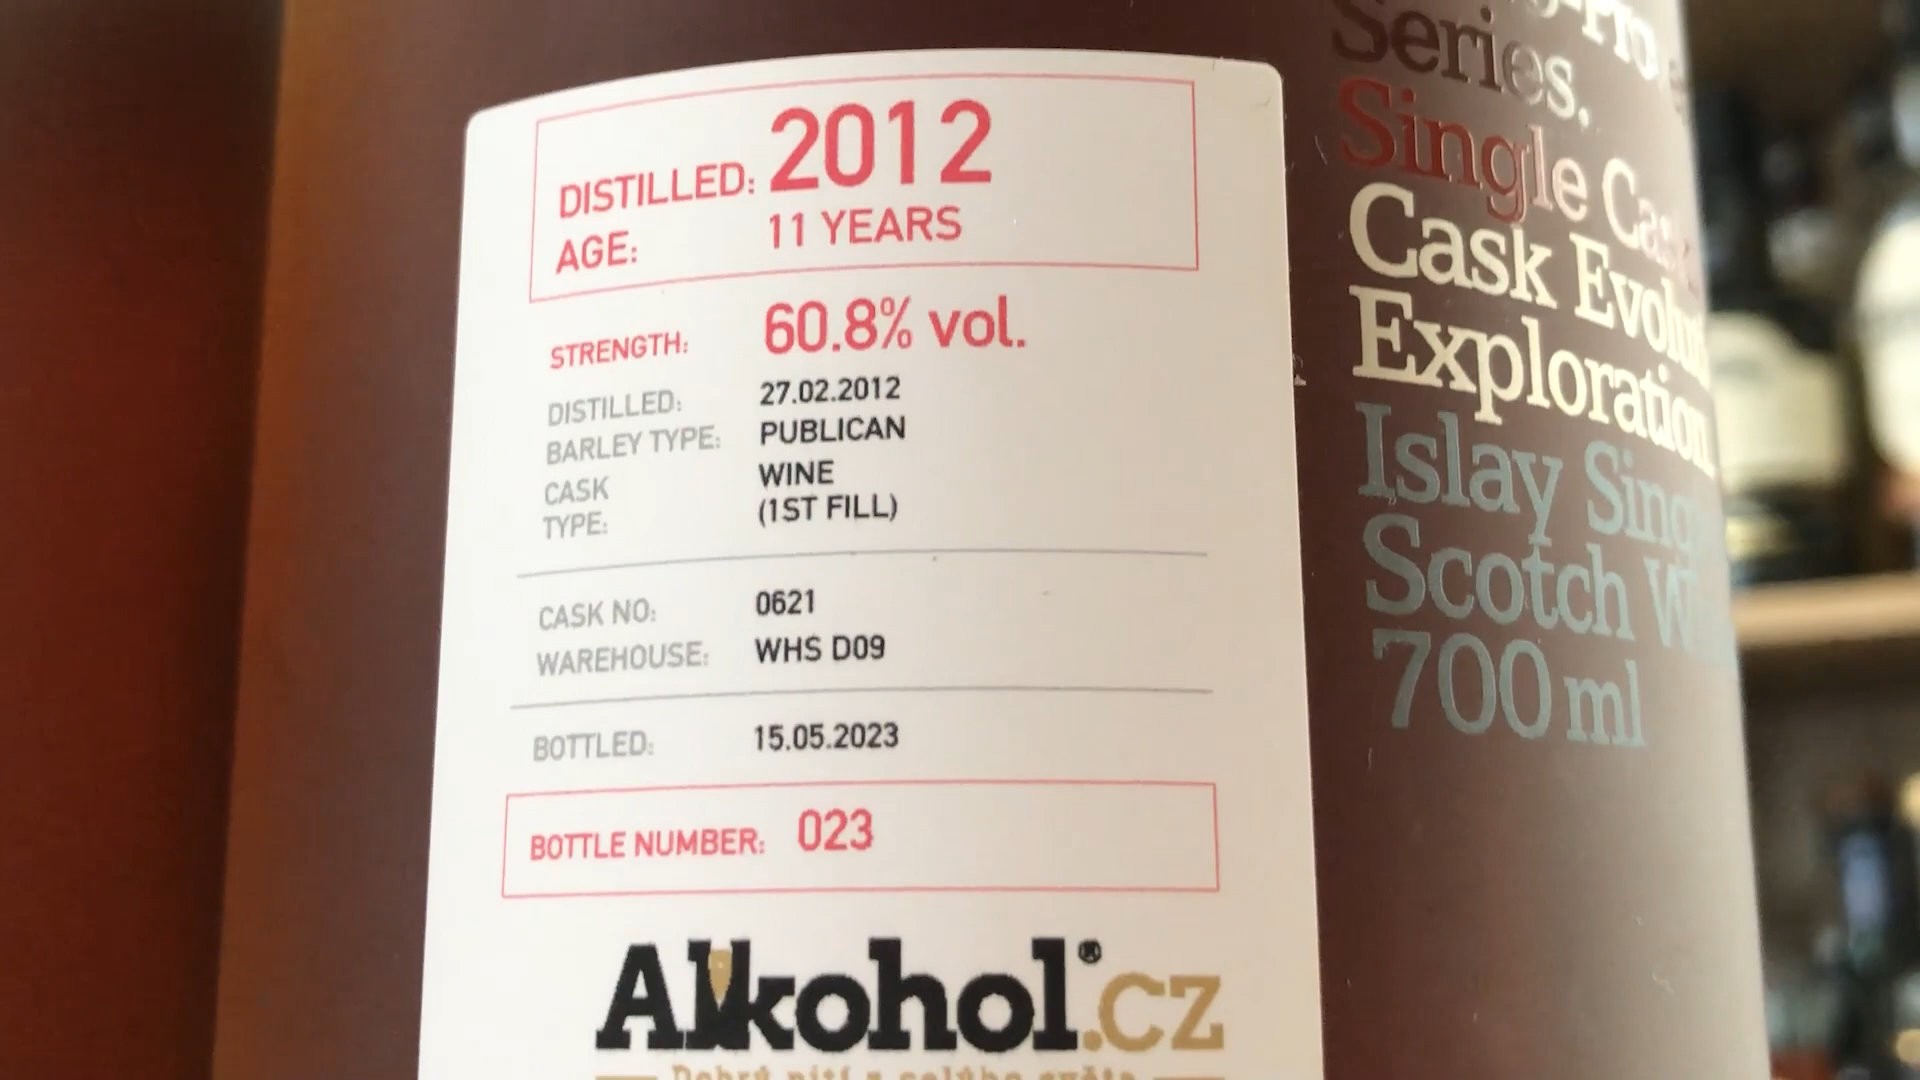 DISTILLED: 2012
AGE: 11 YEARS
STRENGTH: 60.8% vol.
DISTILLED: 27.02.2012
BARLEY TYPE: PUBLICAN
CASK WINE
TYPE: (1ST FILL)
CASK NO: 0621
WAREHOUSE: WHS D09
BOTTLED: 15.05.2023
BOTTLE NUMBER: 023
Alkohol®.cz
Series.
Single
Cask
Exploration.
Islay
Scotch
700 ml